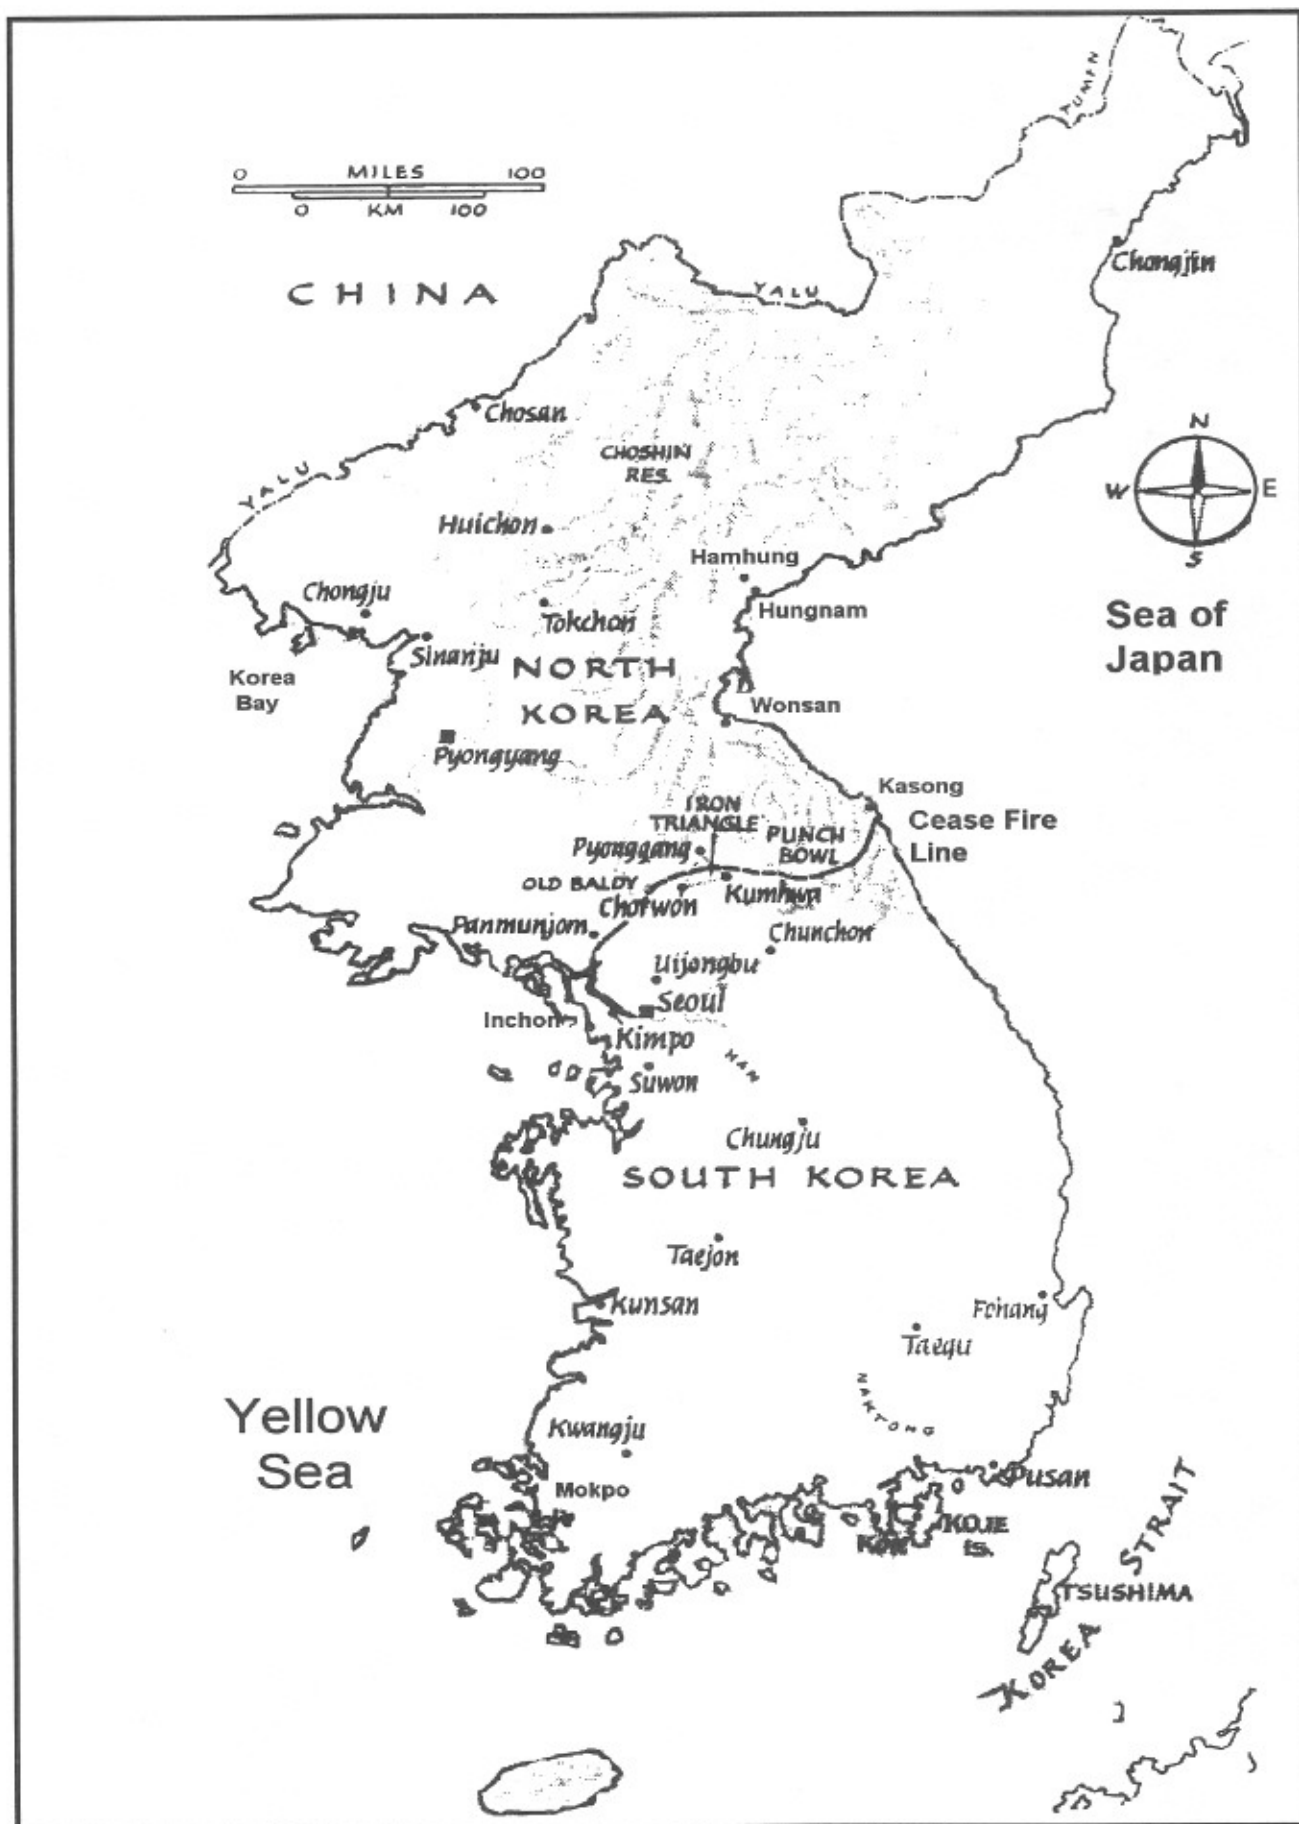 TUMEN
0 MILES 100
0 KM 100
Chongjin
CHINA
YALU
Chosan
N
W E
S
CHOSHIN
RES.
YALU
Huichon
Hamhung
Chongju
Hungnam
Tokchon
Sea of
Japan
Sinanju
NORTH
KOREA
Korea
Bay
Wonsan
Pyongyang
Kasong
IRON
TRIANGLE
Cease Fire
Line
PUNCH
BOWL
Pyonggang
OLD BALDY
Kumhwa
Chorwon
Panmunjom
Chunchon
Uijongbu
Seoul
Inchon
Kimpo
HAN
Suwon
Chungju
SOUTH KOREA
Taejon
Kunsan
Pohang
Taegu
NAKTONG
Yellow
Sea
Kwangju
Mokpo
Pusan
KOJE
IS.
KOREA STRAIT
TSUSHIMA